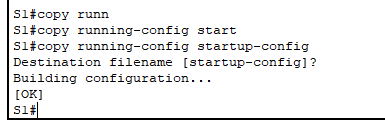 S1#copy runn
S1#copy running-config start
S1#copy running-config startup-config
Destination filename [startup-config]?
Building configuration...
[OK]
S1#